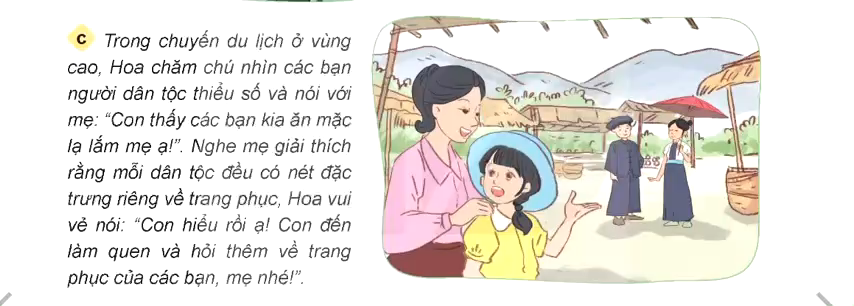 c Trong chuyến du lịch ở vùng
cao, Hoa chăm chú nhìn các bạn
người dân tộc thiểu số và nói với
mẹ: “Con thấy các bạn kia ăn mặc
lạ lắm mẹ ạ!”. Nghe mẹ giải thích
rằng mỗi dân tộc đều có nét đặc
trưng riêng về trang phục, Hoa vui
vẻ nói: “Con hiểu rồi ạ! Con đến
làm quen và hỏi thêm về trang
phục của các bạn, mẹ nhé!”.